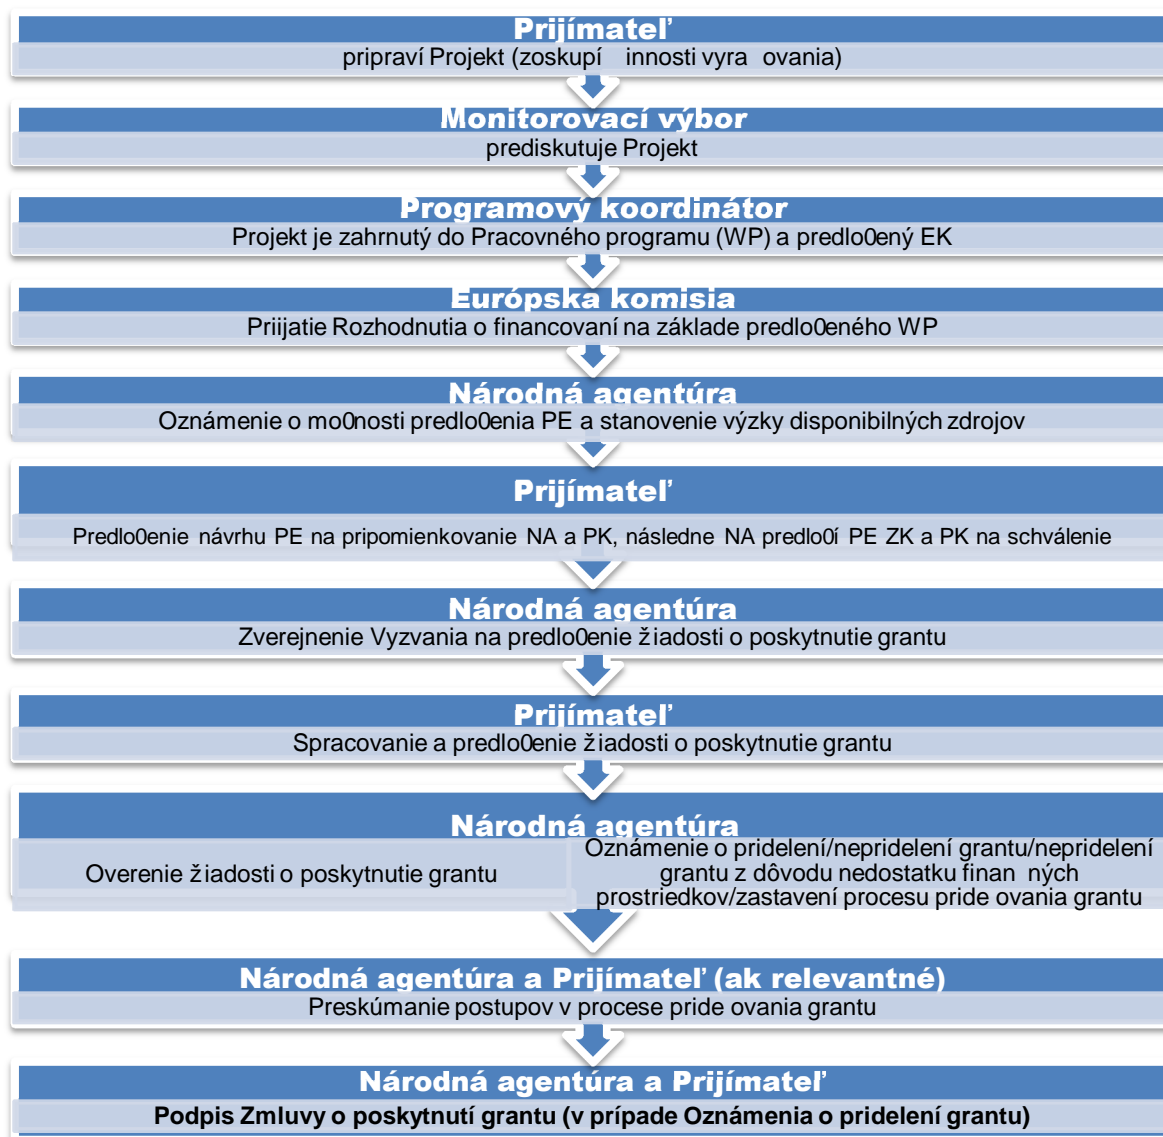 Prijímateľ
pripraví Projekt (zoskupí innosti vyra ovania)
Monitorovací výbor
prediskutuje Projekt
Programový koordinátor
Projekt je zahrnutý do Pracovného programu (WP) a predlo0ený EK
Európska komisia
Priijatie Rozhodnutia o financovaní na základe predlo0eného WP
Národná agentúra
Oznámenie o mo0nosti predlo0enia PE a stanovenie výzky disponibilných zdrojov
Prijímateľ
Predlo0enie návrhu PE na pripomienkovanie NA a PK, následne NA predlo0í PE ZK a PK na schválenie
Národná agentúra
Zverejnenie Vyzvania na predlo0enie žiadosti o poskytnutie grantu
Prijímateľ
Spracovanie a predlo0enie žiadosti o poskytnutie grantu
Národná agentúra
Overenie žiadosti o poskytnutie grantu
Oznámenie o pridelení/nepridelení grantu/nepridelení
grantu z dôvodu nedostatku finan ných
prostriedkov/zastavení procesu pride ovania grantu
Národná agentúra a Prijímateľ (ak relevantné)
Preskúmanie postupov v procese pride ovania grantu
Národná agentúra a Prijímateľ
Podpis Zmluvy o poskytnutí grantu (v prípade Oznámenia o pridelení grantu)